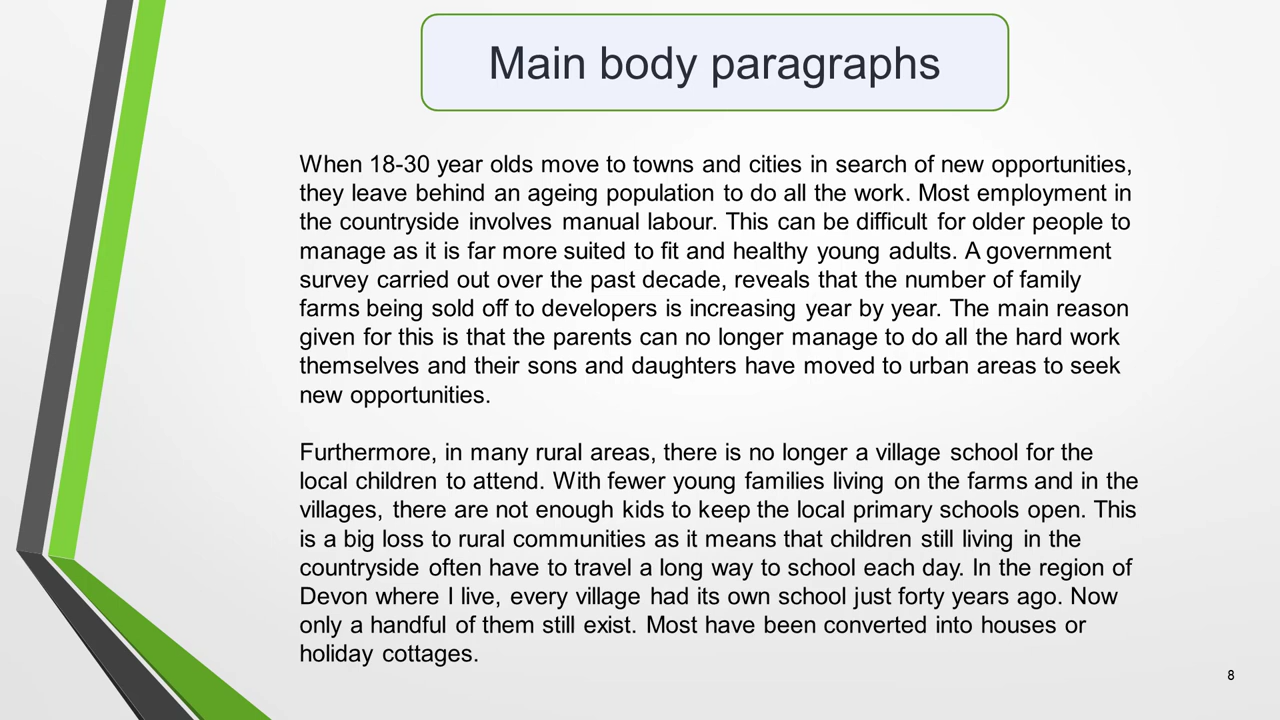 Main body paragraphs
When 18-30 year olds move to towns and cities in search of new opportunities,
they leave behind an ageing population to do all the work. Most employment in
the countryside involves manual labour. This can be difficult for older people to
manage as it is far more suited to fit and healthy young adults. A government
survey carried out over the past decade, reveals that the number of family
farms being sold off to developers is increasing year by year. The main reason
given for this is that the parents can no longer manage to do all the hard work
themselves and their sons and daughters have moved to urban areas to seek
new opportunities.
Furthermore, in many rural areas, there is no longer a village school for the
local children to attend. With fewer young families living on the farms and in the
villages, there are not enough kids to keep the local primary schools open. This
is a big loss to rural communities as it means that children still living in the
countryside often have to travel a long way to school each day. In the region of
Devon where I live, every village had its own school just forty years ago. Now
only a handful of them still exist. Most have been converted into houses or
holiday cottages.
8